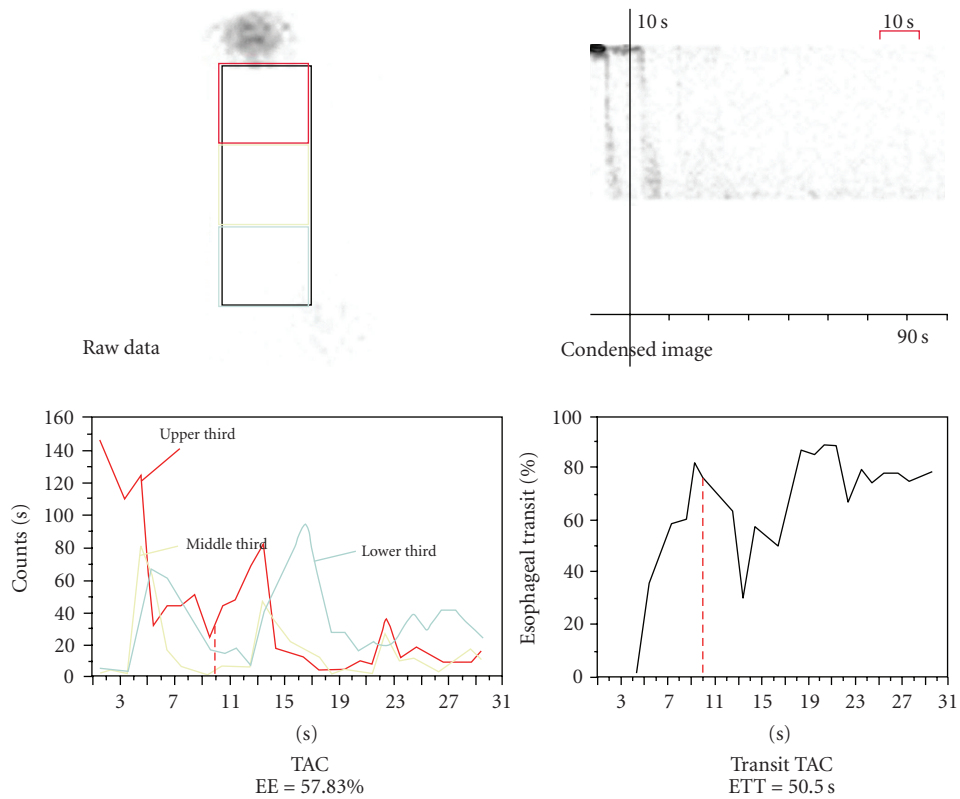 10 s
10 s
Raw data
90 s
Condensed image
160
140
120
100
80
60
40
20
0
Counts (s)
Upper third
Middle third
Lower third
3 7 11 15 19 23 27 31
(s)
TAC
EE = 57.83%
100
80
60
40
20
0
Esophageal transit (%)
3 7 11 15 19 23 27 31
(s)
Transit TAC
ETT = 50.5 s